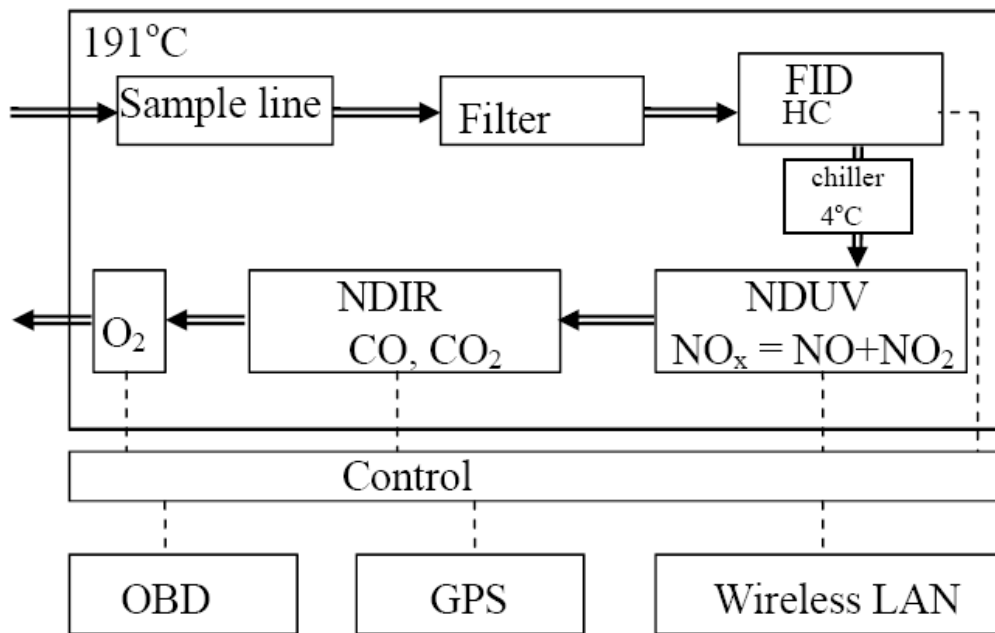 191°C
Sample line
Filter
FID
HC
chiller
4°C
O₂
NDIR
CO, CO₂
NDUV
NOₓ = NO+NO₂
Control
OBD
GPS
Wireless LAN